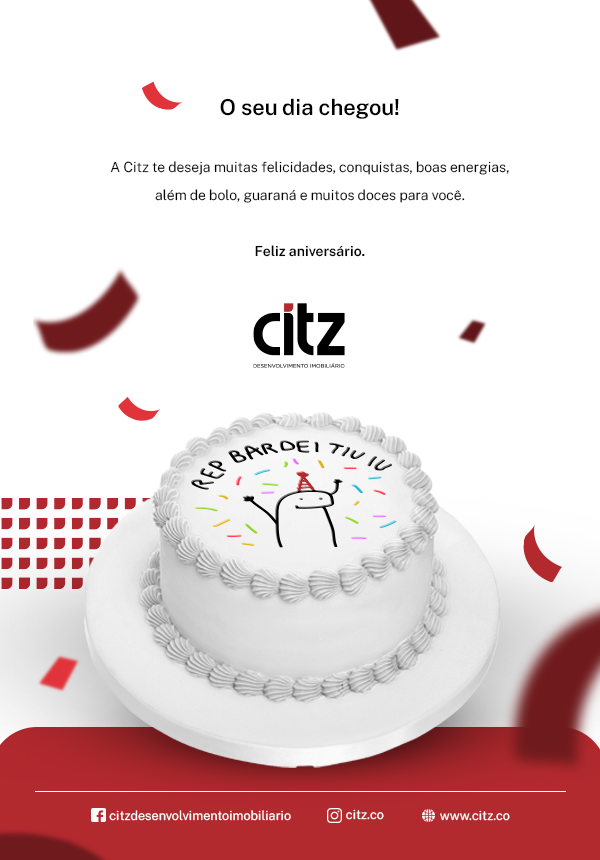 O seu dia chegou!
A Citz te deseja muitas felicidades, conquistas, boas energias,
além de bolo, guaraná e muitos doces para você.
Feliz aniversário.
citz
DESENVOLVIMENTO IMOBILIÁRIO
REP BARDEI TIU IU
citzdesenvolvimentoimobiliario
citz.co
www.citz.co